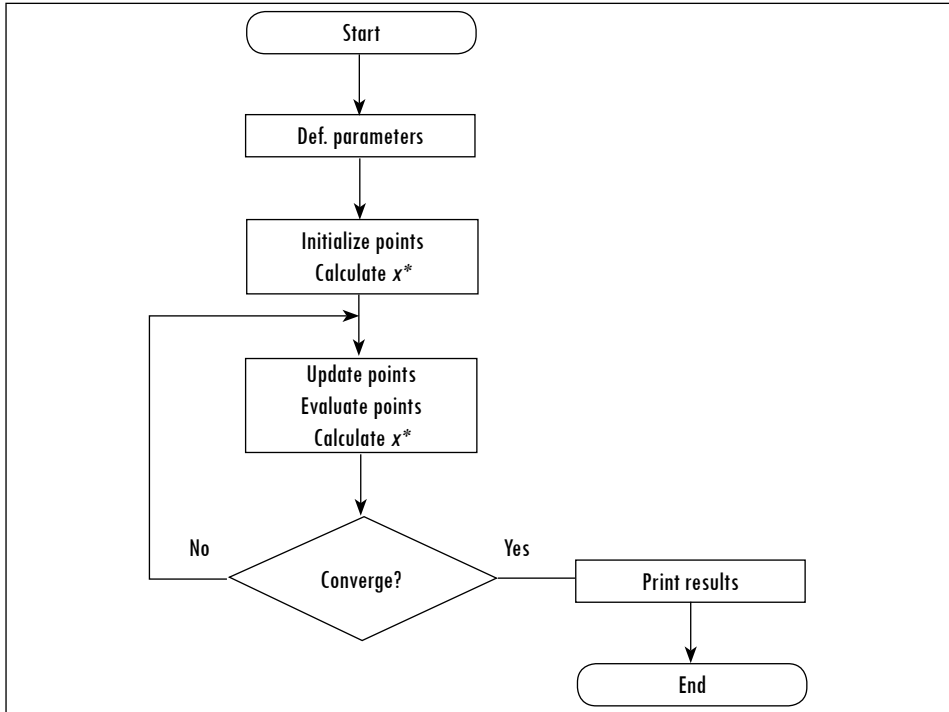 Start
Def. parameters
Initialize points
Calculate x*
Update points
Evaluate points
Calculate x*
No
Converge?
Yes
Print results
End